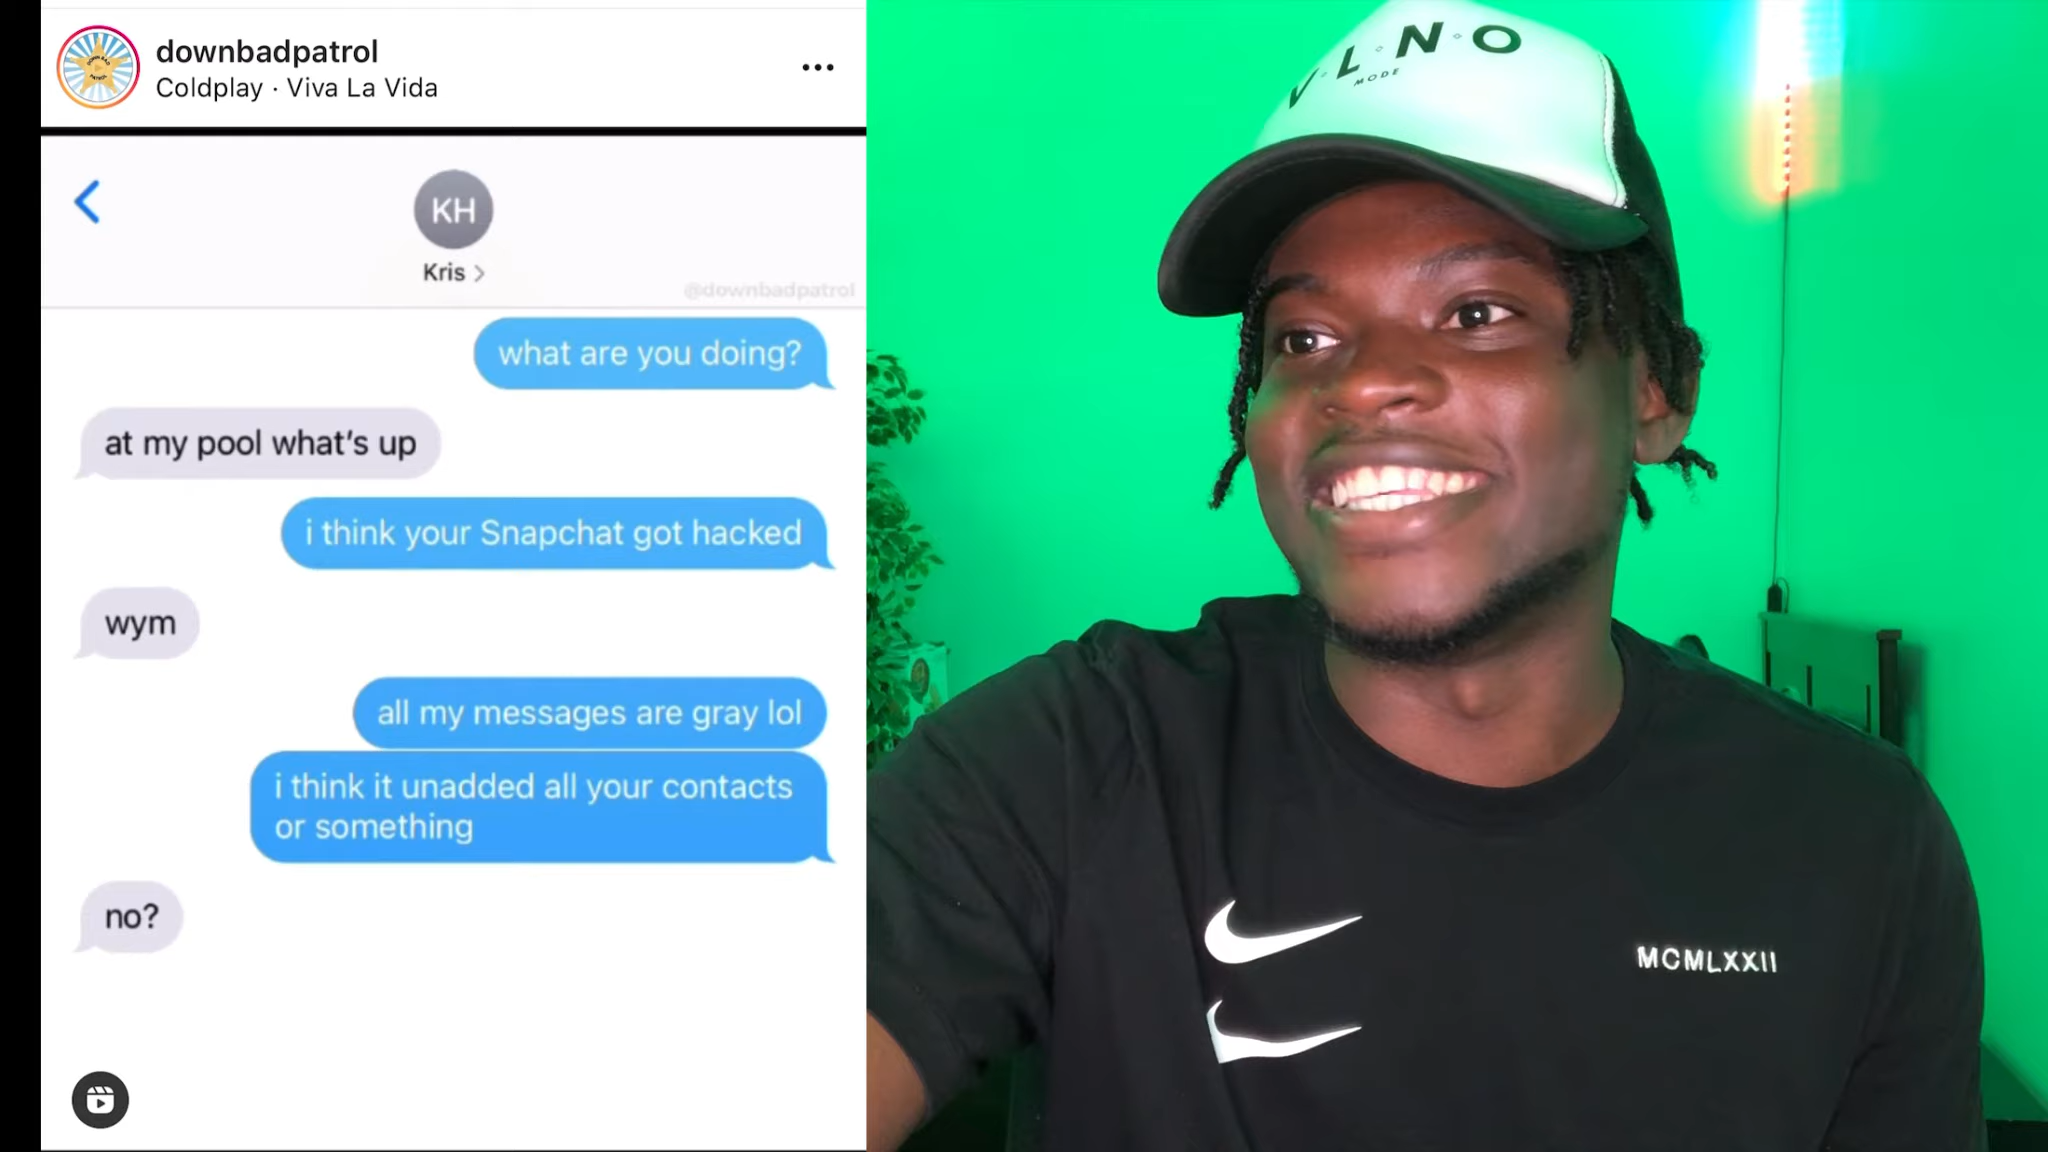 downbadpatrol
Coldplay · Viva La Vida
KH
Kris
@downbadpatrol
what are you doing?
at my pool what's up
i think your Snapchat got hacked
wym
all my messages are gray lol
i think it unadded all your contacts
or something
no?
V·L·N·O
MODE
MCMLXXII